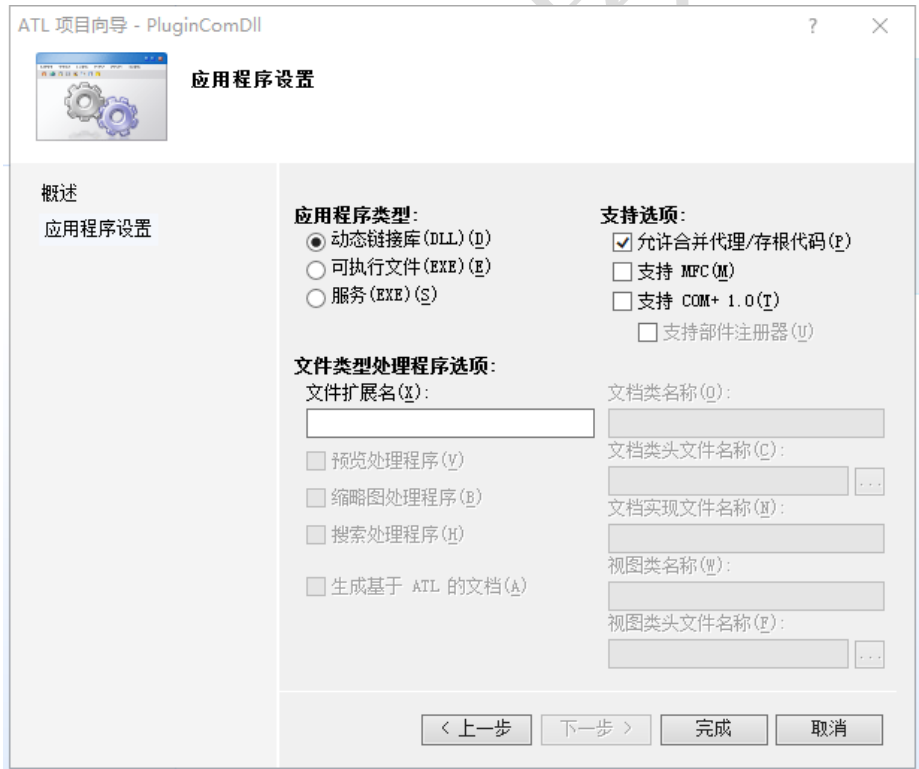 ATL 项目向导 - PluginComDll
?
应用程序设置
概述
应用程序设置
应用程序类型:
动态链接库(DLL)(D)
可执行文件(EXE)(E)
服务(EXE)(S)
支持选项:
允许合并代理/存根代码(P)
支持 MFC(M)
支持 COM+ 1.0(T)
支持部件注册器(U)
文件类型处理程序选项:
文件扩展名(X):
预览处理程序(V)
缩略图处理程序(B)
搜索处理程序(H)
生成基于 ATL 的文档(A)
文档类名称(O):
文档类头文件名称(C):
...
文档实现文件名称(N):
视图类名称(W):
视图类头文件名称(F):
...
< 上一步
下一步 >
完成
取消